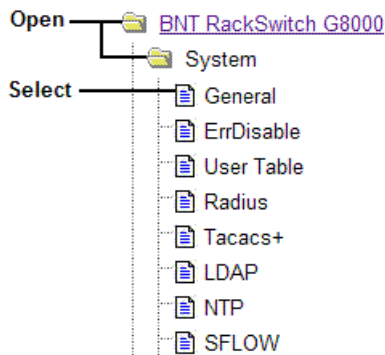 Open BNT RackSwitch G8000
System
Select General
ErrDisable
User Table
Radius
Tacacs+
LDAP
NTP
SFLOW